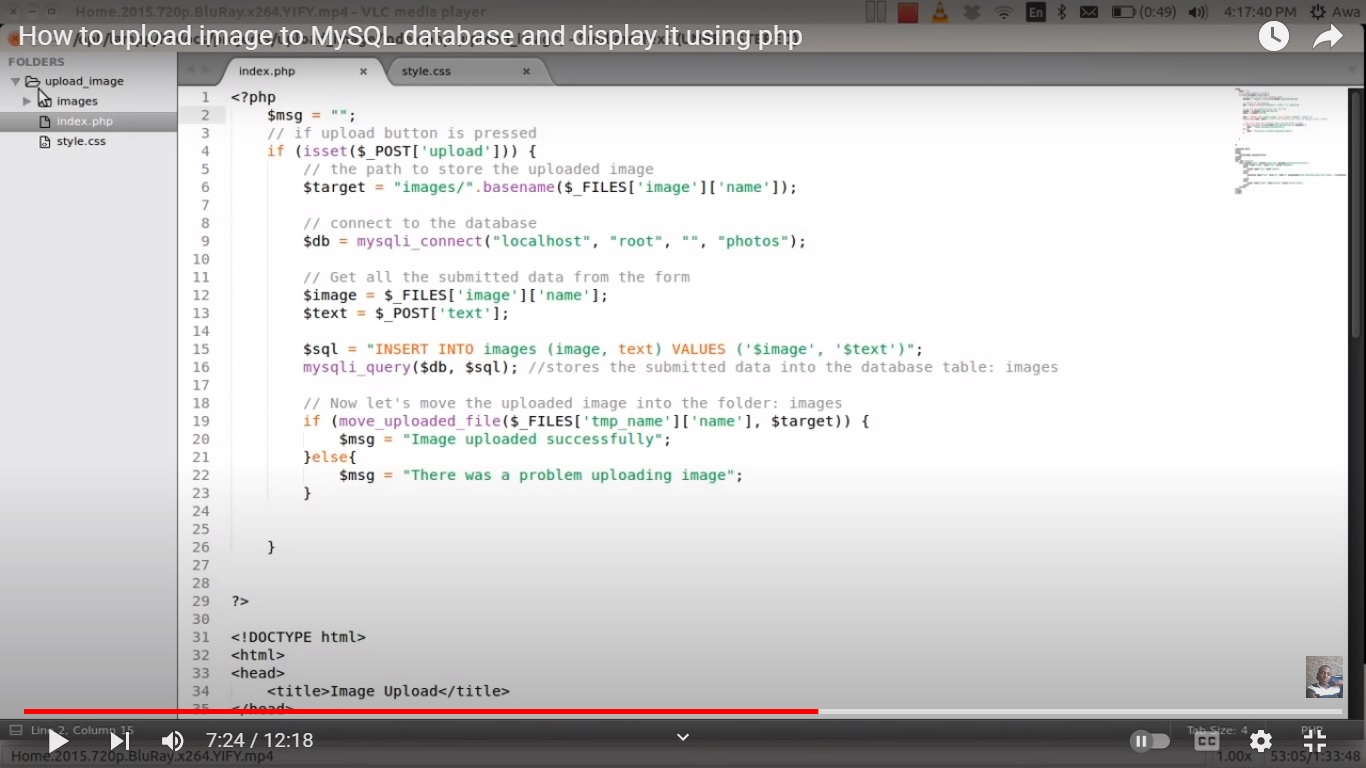 Home.2015.720p.BluRay.x264.YIFY.mp4 - VLC media player
En
(0:49)
4:17:40 PM
Awa
How to upload image to MySQL database and display it using php
FOLDERS
upload_image
images
index.php
style.css
index.php ×
style.css ×
1 <?php
2 $msg = "";
3 // if upload button is pressed
4 if (isset($_POST['upload'])) {
5 // the path to store the uploaded image
6 $target = "images/".basename($_FILES['image']['name']);
7
8 // connect to the database
9 $db = mysqli_connect("localhost", "root", "", "photos");
10
11 // Get all the submitted data from the form
12 $image = $_FILES['image']['name'];
13 $text = $_POST['text'];
14
15 $sql = "INSERT INTO images (image, text) VALUES ('$image', '$text')";
16 mysqli_query($db, $sql); //stores the submitted data into the database table: images
17
18 // Now let's move the uploaded image into the folder: images
19 if (move_uploaded_file($_FILES['tmp_name']['name'], $target)) {
20 $msg = "Image uploaded successfully";
21 }else{
22 $msg = "There was a problem uploading image";
23 }
24
25
26 }
27
28
29 ?>
30
31 <!DOCTYPE html>
32 <html>
33 <head>
34 <title>Image Upload</title>
35 </head>
Line 2, Column 15
Tab Size: 4
PHP
7:24 / 12:18
CC
Home.2015.720p.BluRay.x264.YIFY.mp4
1.00x
53:05/1:33:48